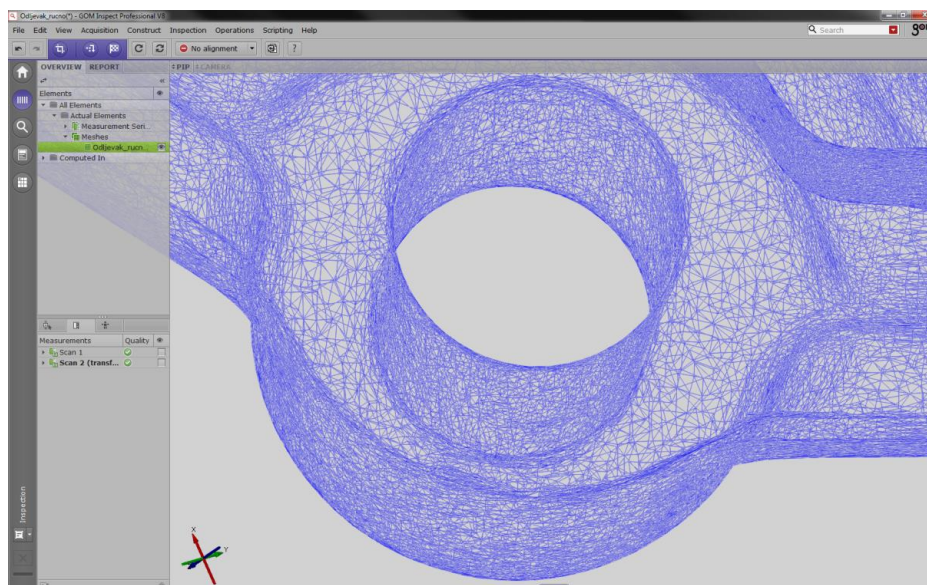 Odljevak_rucno(*) - GOM Inspect Professional V8
File Edit View Acquisition Construct Inspection Operations Scripting Help
Search
No alignment
?
OVERVIEW REPORT
PIP CAMERA
Elements
All Elements
Actual Elements
Measurement Seri...
Meshes
Odljevak_rucn...
Computed In
Measurements Quality
Scan 1
Scan 2 (transf...
Inspection
X
Y